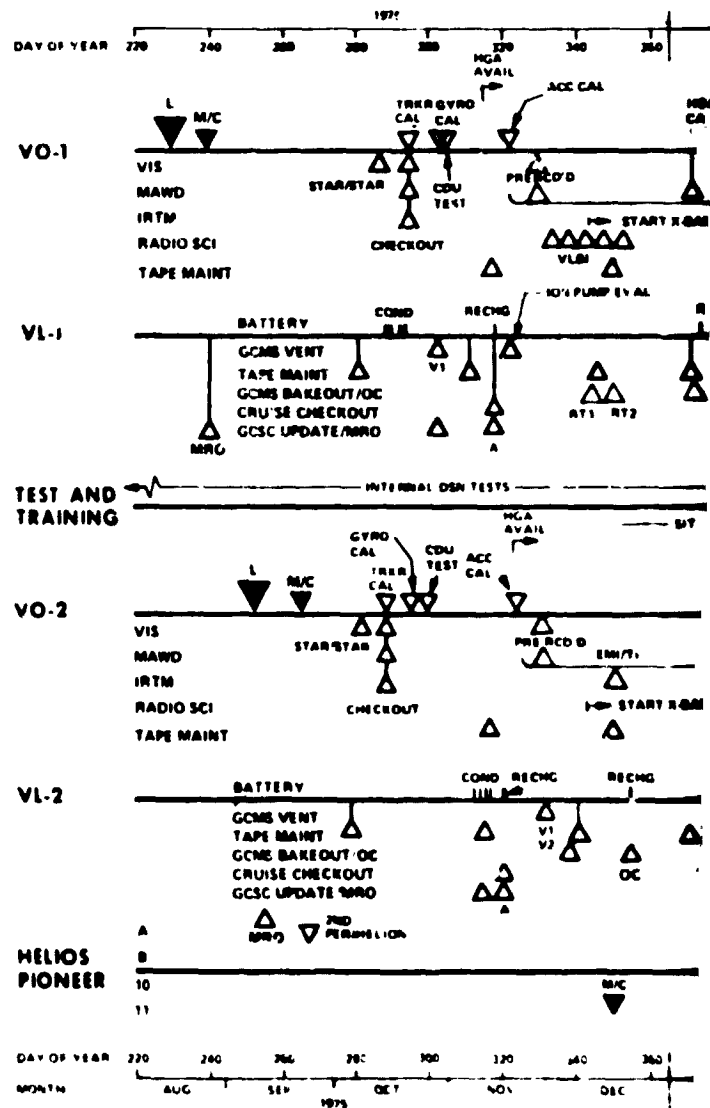 1975
DAY OF YEAR 220 240 260 280 300 320 340 360
HGA AVAIL
L M/C TRKR CAL GYRO CAL ACC CAL
VO-1
VIS STAR/STAR CDU TEST PRE RCD'D
MAWD
IRTM CHECKOUT START
RADIO SCI VLBI
TAPE MAINT
ION PUMP EVAL
BATTERY COND RECHG
VL-1
GCMS VENT V1
TAPE MAINT
GCMS BAKEOUT/OC RT1 RT2
CRUISE CHECKOUT
GCSC UPDATE/MRO
MRO A
TEST AND TRAINING
INTERNAL DSN TESTS
HGA AVAIL
SIT
L M/C GYRO CAL TRKR CAL CDU TEST ACC CAL
VO-2
VIS STAR/STAR PRE RCD'D
MAWD
IRTM
RADIO SCI CHECKOUT START
TAPE MAINT
BATTERY COND RECHG RECHG
VL-2
GCMS VENT V1
TAPE MAINT V2
GCMS BAKEOUT/OC OC
CRUISE CHECKOUT
GCSC UPDATE/MRO A
MRO 2ND PERIHELION
A
B
HELIOS PIONEER
10 M/C
11
DAY OF YEAR 220 240 260 280 300 320 340 360
MONTH AUG SEP OCT NOV DEC
1975